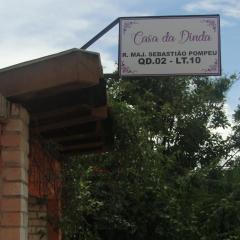 Casa da Dinda
R. MAJ. SEBASTIÃO POMPEU
QD.02 - LT.10